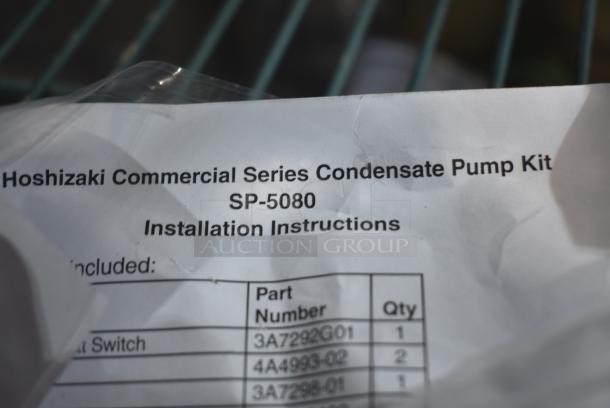 Hoshizaki Commercial Series Condensate Pump Kit
SP-5080
Installation Instructions
AUCTION GROUP
ncluded:
Part
Number
Qty
Switch
3A7292G01
1
4A4993-02
2
3A7298-01
1